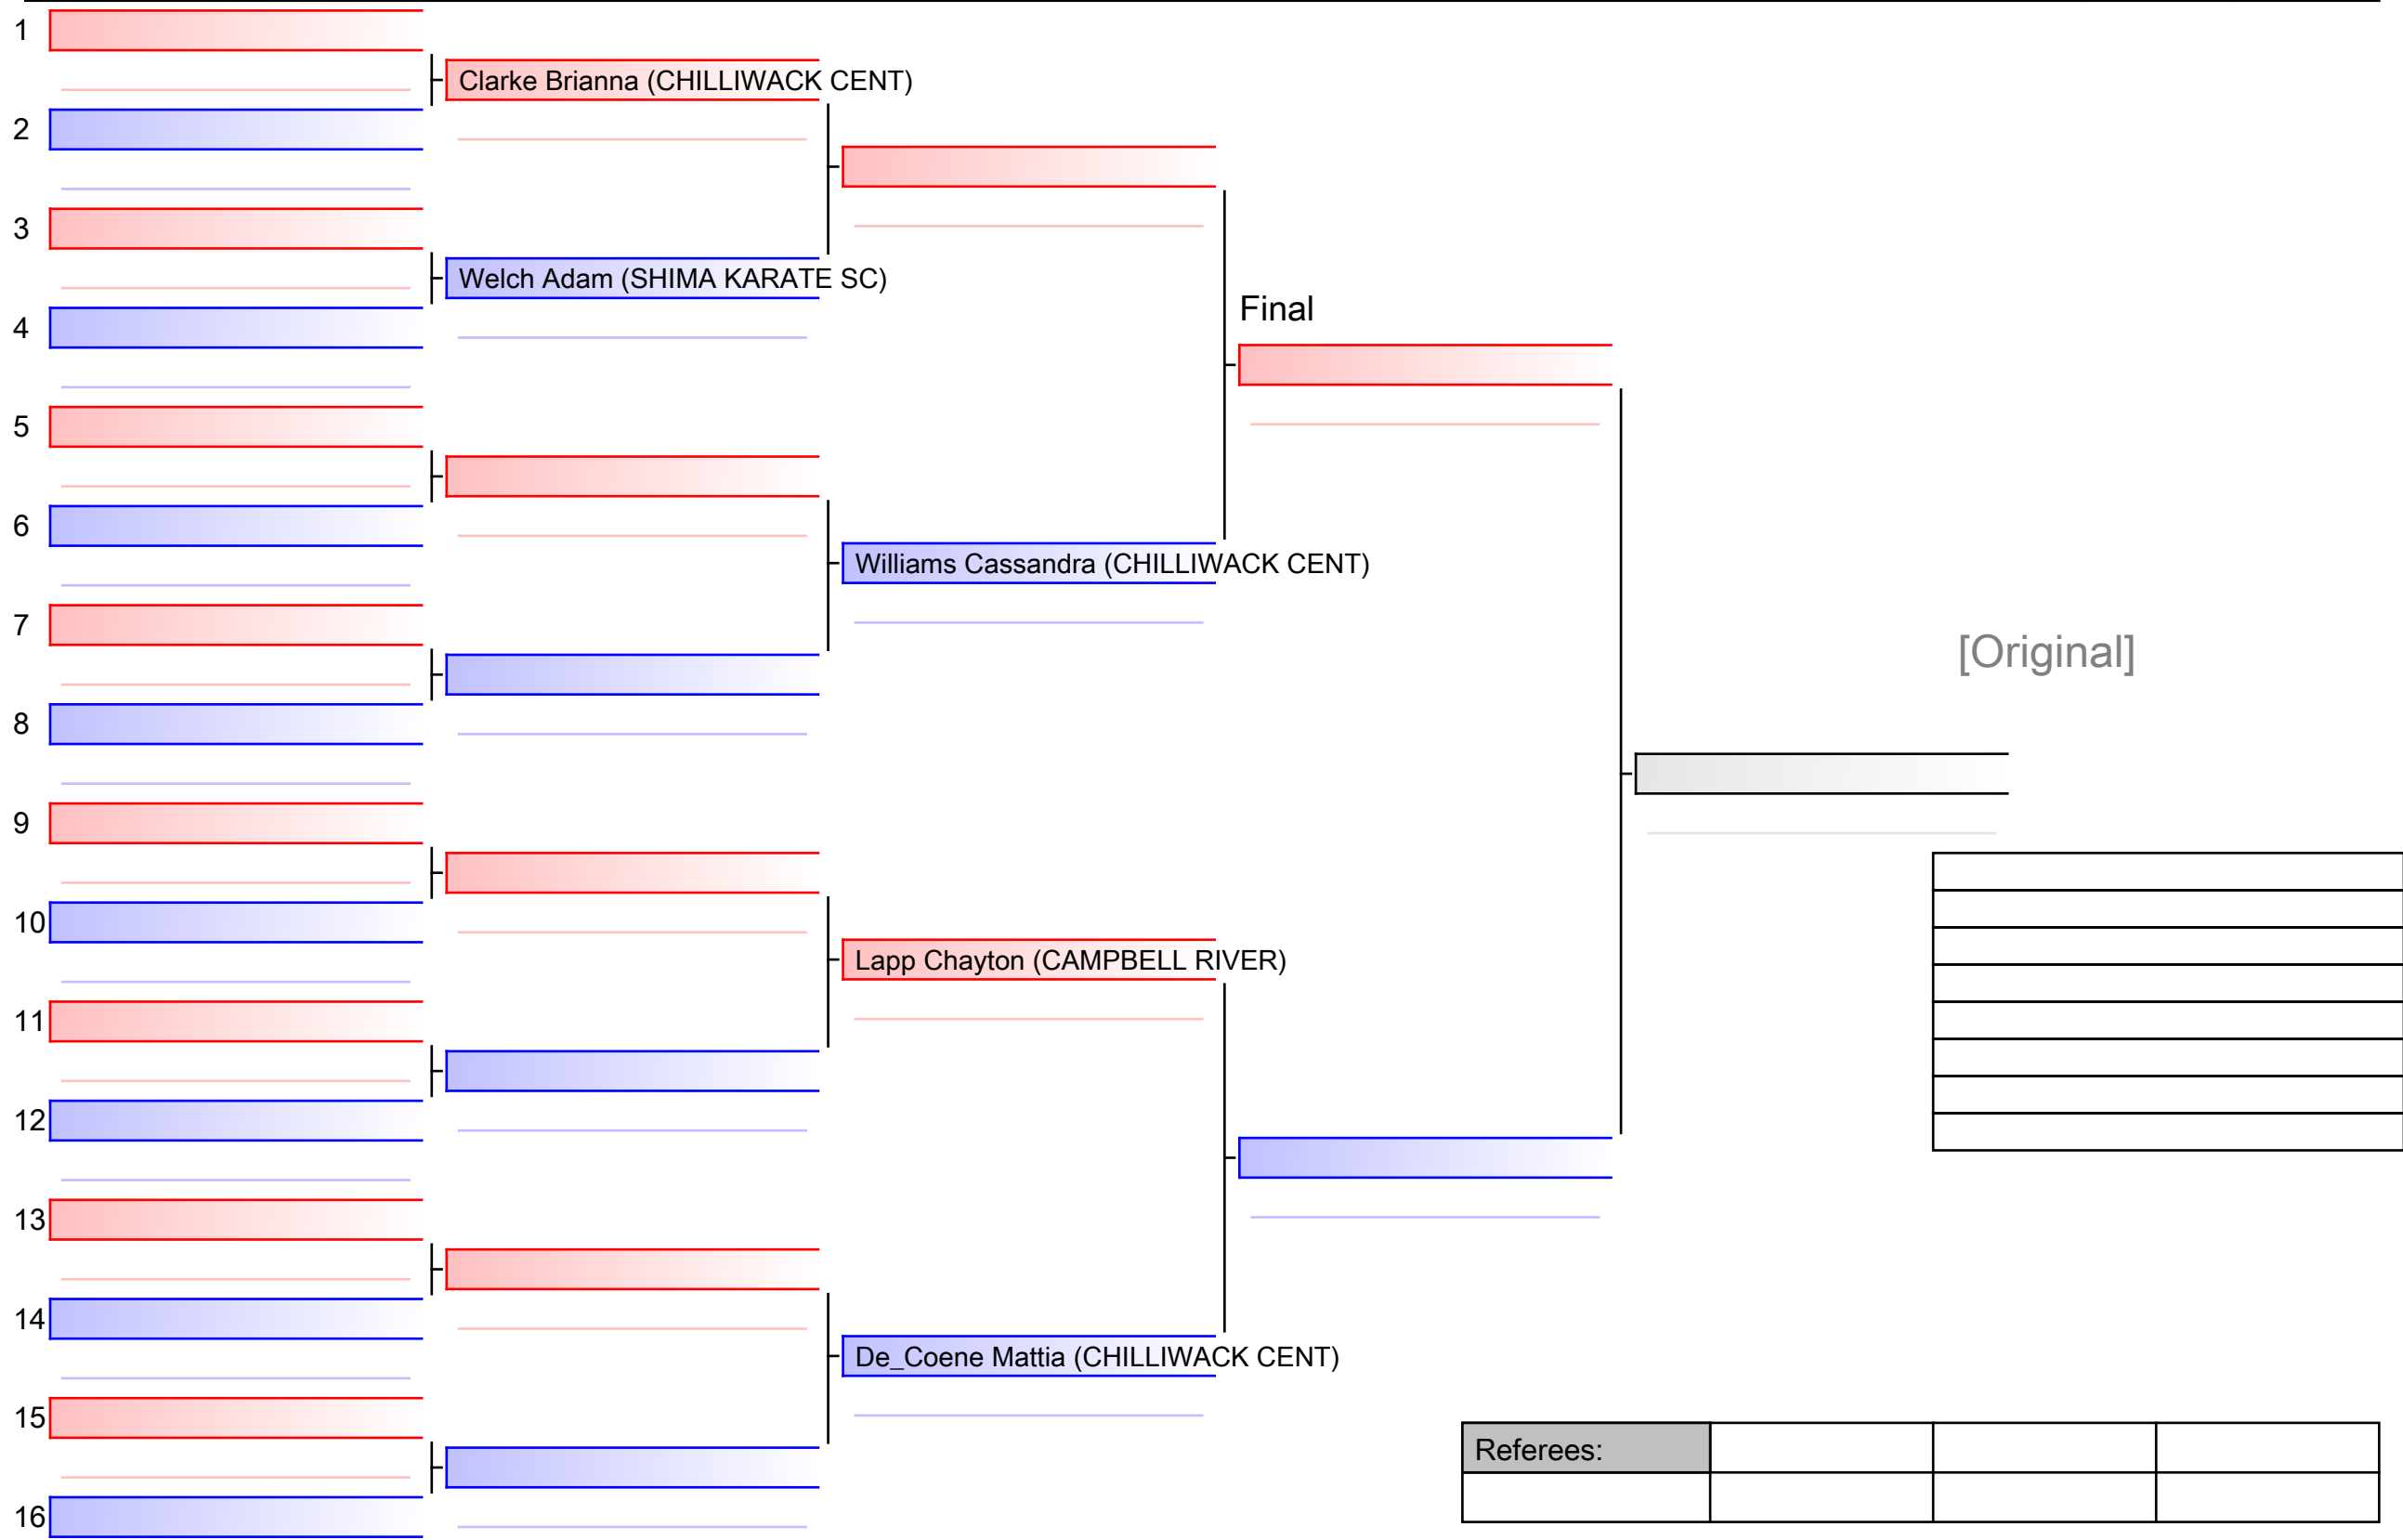 1
Clarke Brianna (CHILLIWACK CENT)
2
3
Welch Adam (SHIMA KARATE SC)
4
Final
5
6
Williams Cassandra (CHILLIWACK CENT)
7
[Original]
8
9
10
Lapp Chayton (CAMPBELL RIVER)
11
12
13
14
De_Coene Mattia (CHILLIWACK CENT)
15
Referees:
16